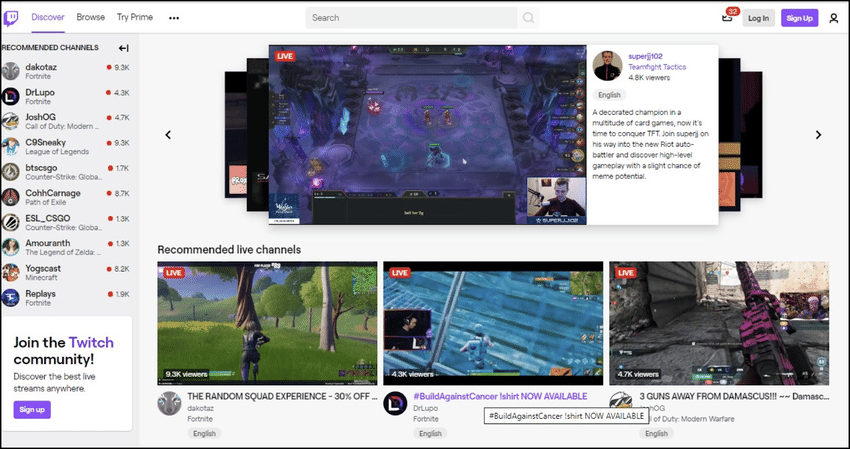 Discover Browse Try Prime
Search
32
Log In
Sign Up
RECOMMENDED CHANNELS
dakotaz 9.3K
Fortnite
DrLupo 4.3K
Fortnite
JoshOG 4.7K
Call of Duty: Modern ...
C9Sneaky 9.3K
League of Legends
btscsgo 1.7K
Counter-Strike: Globa...
CohhCarnage 8.7K
Path of Exile
ESL_CSGO 1.3K
Counter-Strike: Globa...
Amouranth 1.3K
The Legend of Zelda: ...
Yogscast 8.2K
Minecraft
Replays 1.9K
Fortnite
Join the Twitch
community!
Discover the best live
streams anywhere.
Sign up
LIVE
Sell for 5g
SUPERJJ102
superjj102
Teamfight Tactics
4.8K viewers
English
A decorated champion in a
multitude of card games, now it's
time to conquer TFT. Join superjj on
his way into the new Riot auto-
battler and discover high-level
gameplay with a slight chance of
meme potential.
Recommended live channels
LIVE
9.3K viewers
THE RANDOM SQUAD EXPERIENCE - 30% OFF ...
dakotaz
Fortnite
English
LIVE
4.3K viewers
#BuildAgainstCancer !shirt NOW AVAILABLE
DrLupo
Fortnite
English
#BuildAgainstCancer !shirt NOW AVAILABLE
LIVE
4.7K viewers
3 GUNS AWAY FROM DAMASCUS!!! ~~ Damasc...
JoshOG
Call of Duty: Modern Warfare
English